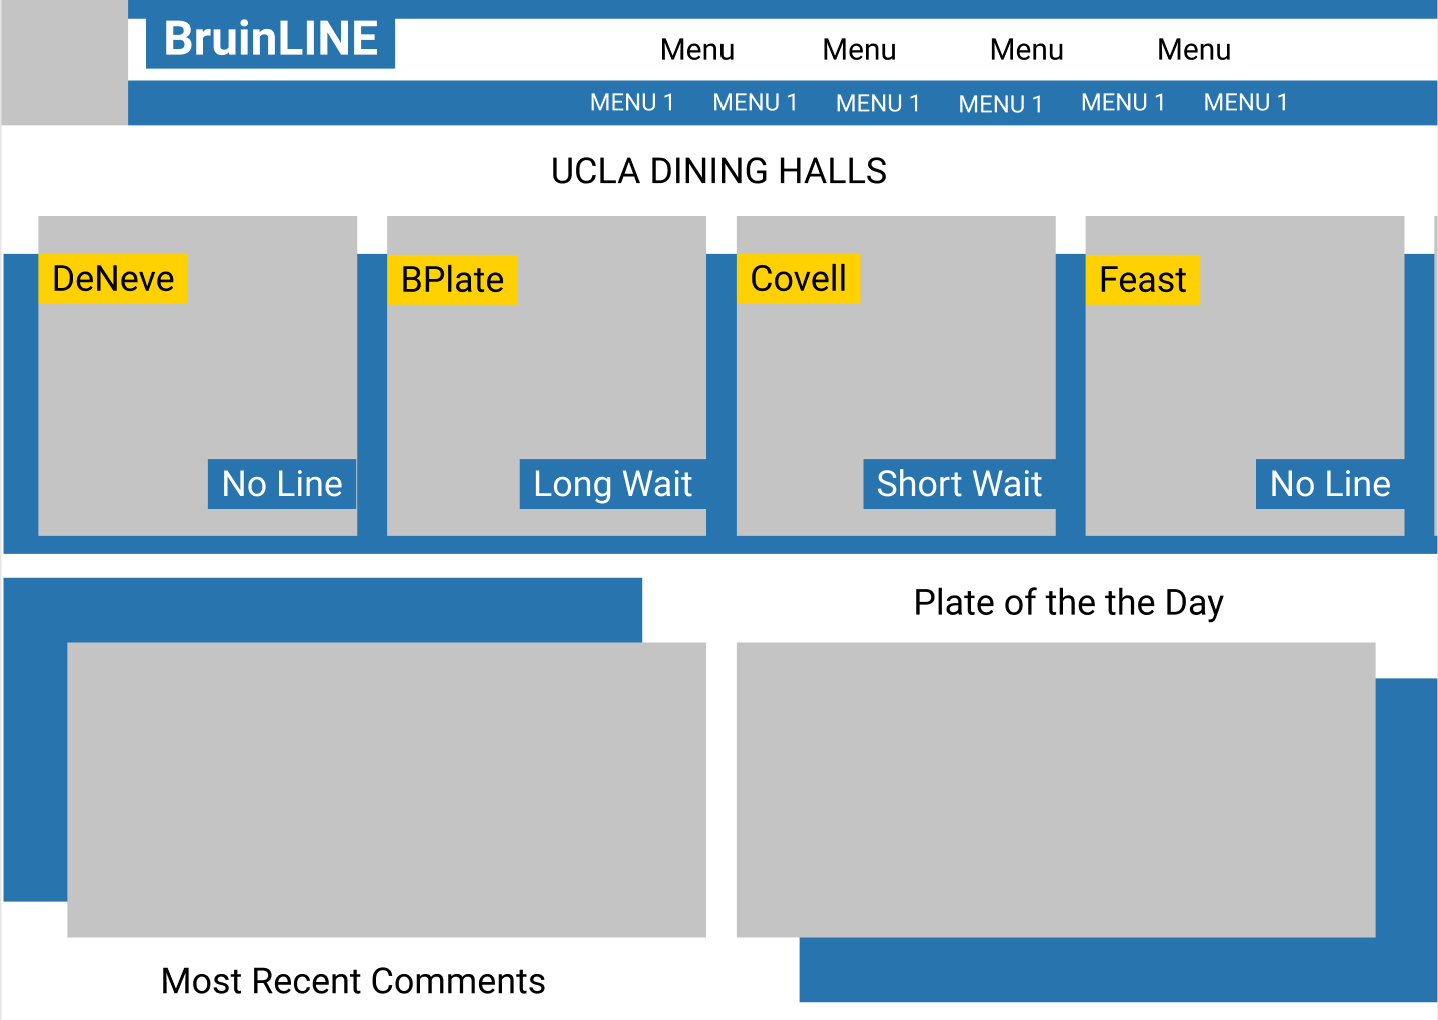 BruinLINE
Menu Menu Menu Menu
MENU 1 MENU 1 MENU 1 MENU 1 MENU 1 MENU 1
UCLA DINING HALLS
DeNeve
BPlate
Covell
Feast
No Line
Long Wait
Short Wait
No Line
Plate of the the Day
Most Recent Comments